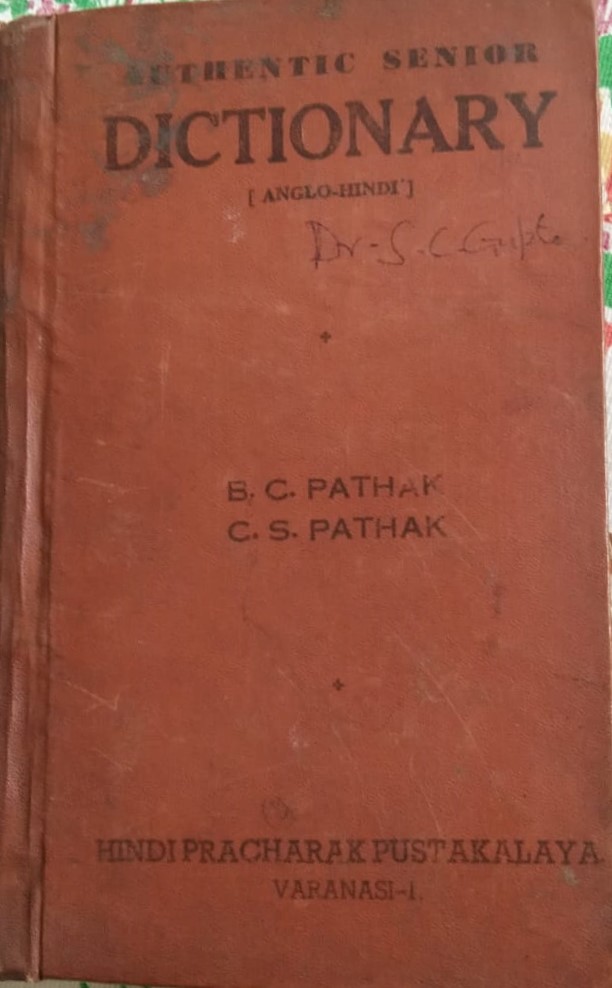 AUTHENTIC SENIOR
DICTIONARY
[ ANGLO-HINDI ]
Dr. S. C. Gupta
B. C. PATHAK
C. S. PATHAK
HINDI PRACHARAK PUSTAKALAYA
VARANASI-1.